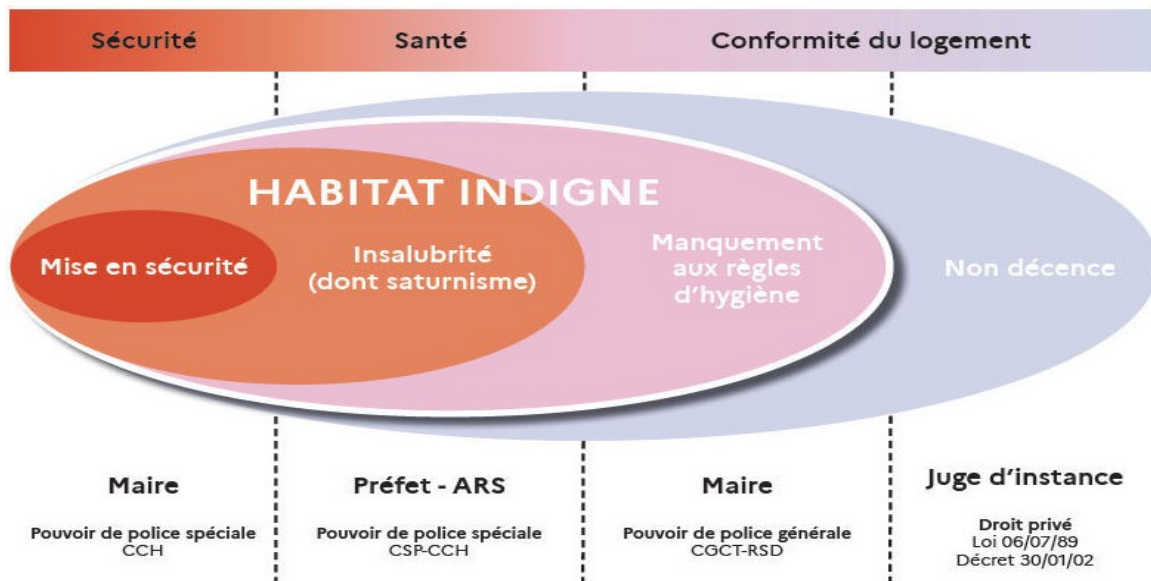 Sécurité
Santé
Conformité du logement
HABITAT INDIGNE
Mise en sécurité
Insalubrité
(dont saturnisme)
Manquement
aux règles
d’hygiène
Non décence
Maire
Pouvoir de police spéciale
CCH
Préfet - ARS
Pouvoir de police spéciale
CSP-CCH
Maire
Pouvoir de police générale
CGCT-RSD
Juge d’instance
Droit privé
Loi 06/07/89
Décret 30/01/02